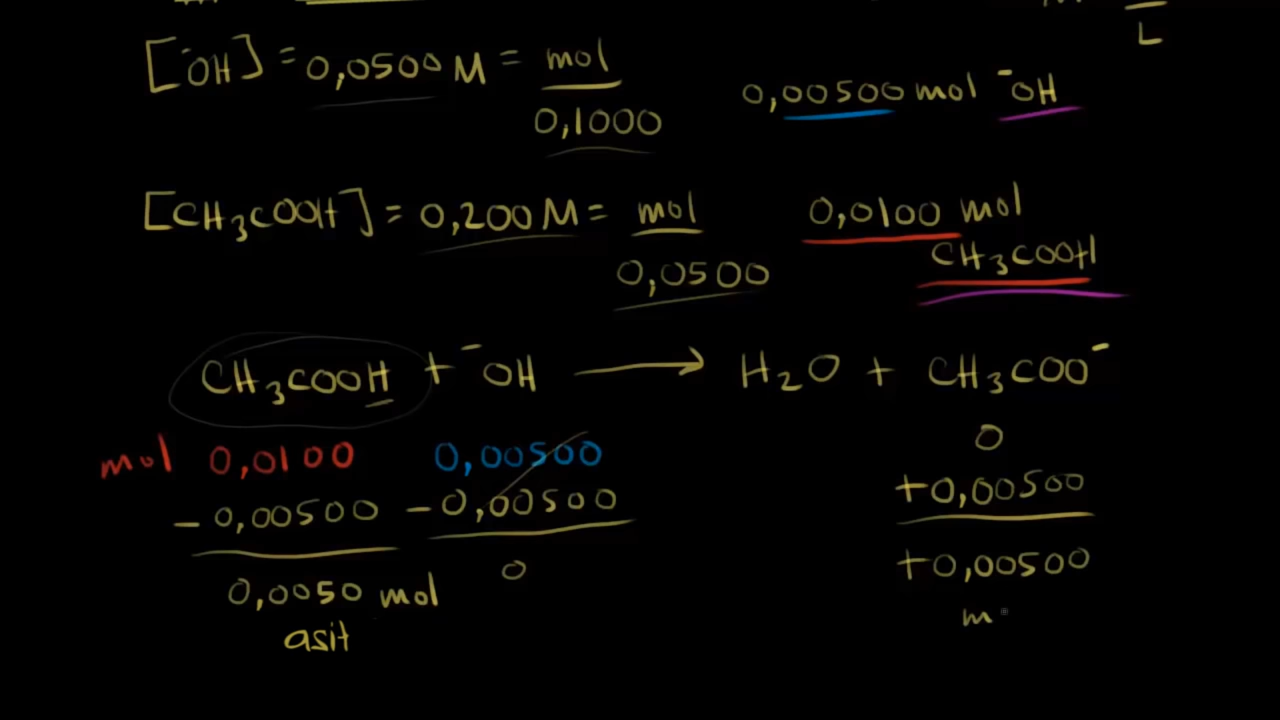 M L
[⁻OH] = 0,0500 M = mol / 0,1000
0,00500 mol ⁻OH
[CH₃COOH] = 0,200 M = mol / 0,0500
0,0100 mol
CH₃COOH
CH₃COOH + ⁻OH → H₂O + CH₃COO⁻
mol 0,0100 0,00500 0
- 0,00500 - 0,00500 +0,00500
0,0050 mol 0 +0,00500
asit m